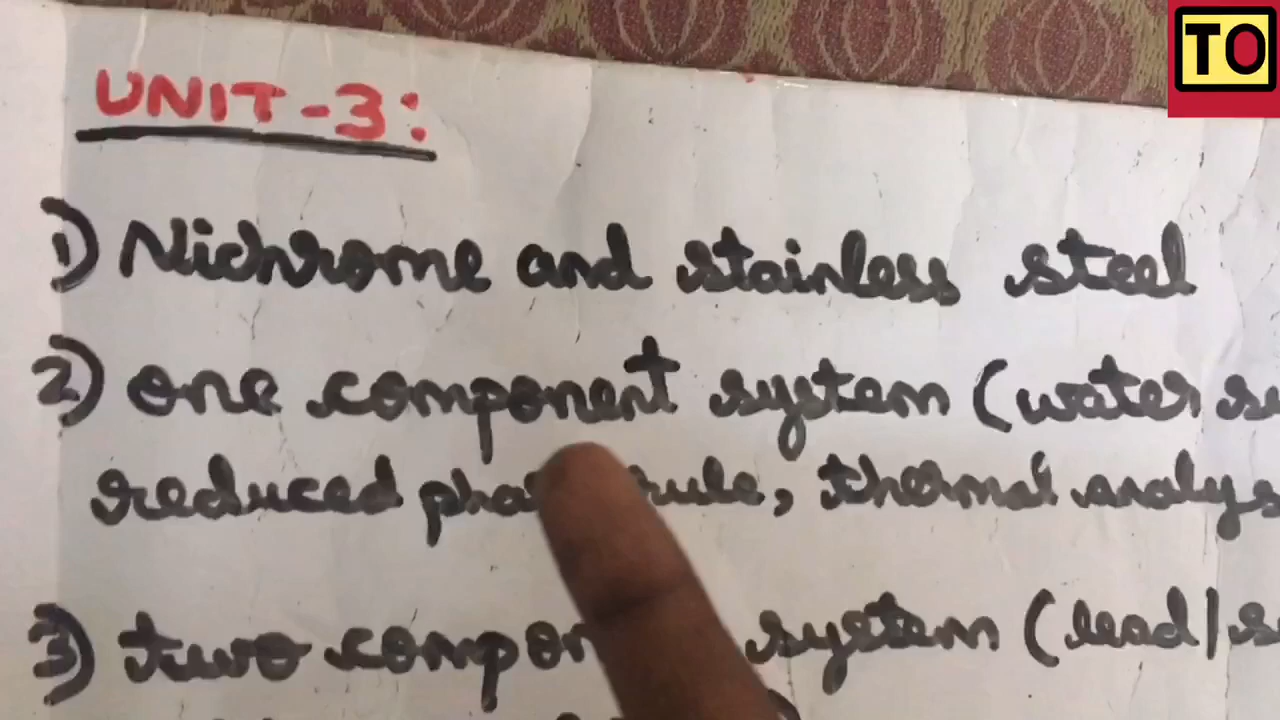 TO
UNIT-3:
1) Nichrome and stainless steel
2) one component system (water
reduced rule, thermal
3) two system (lead/